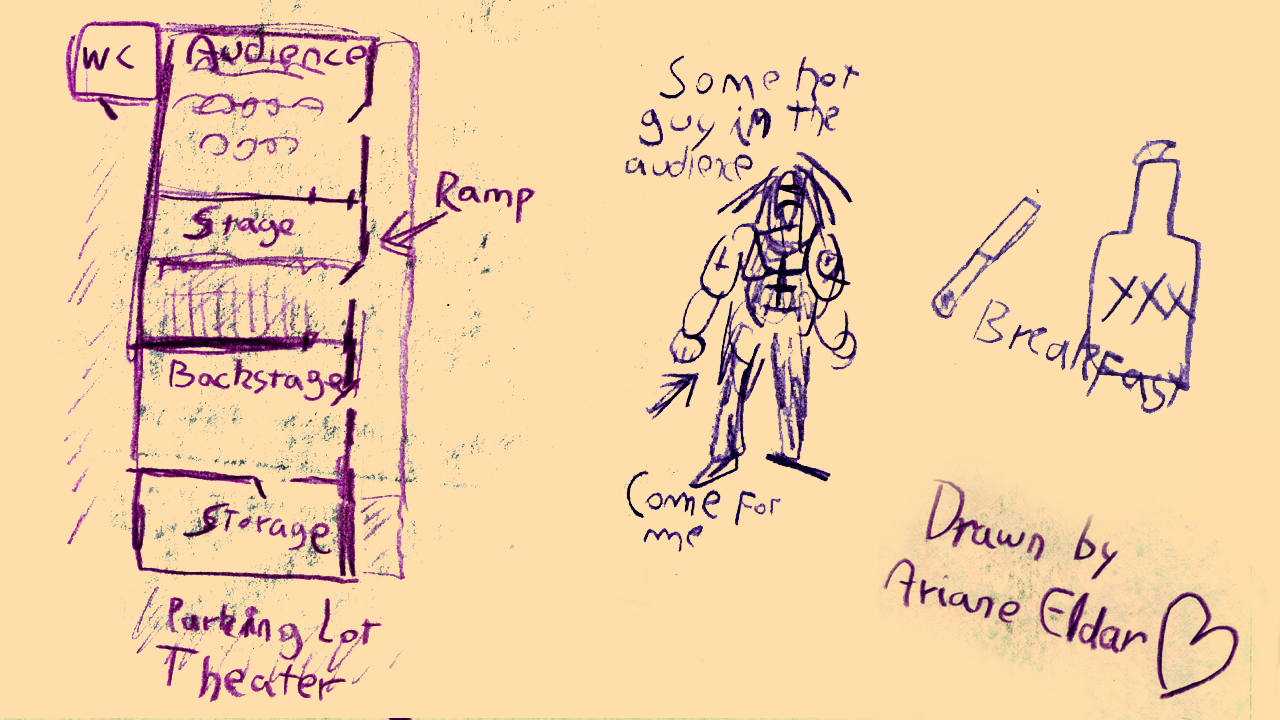 WC
Audience
Stage
Ramp
Backstage
Storage
Parking Lot
Theater
Some hot
guy in the
audiexe
Come For
me
XXX
Breakfast
Drawn by
Ariane Eldar